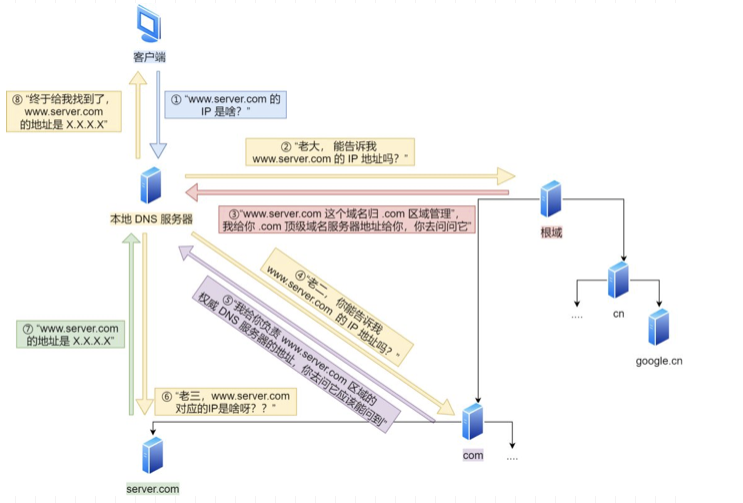 客户端
⑧ “终于给我找到了，
www.server.com
的地址是 X.X.X.X”
① “www.server.com 的
IP 是啥？”
② “老大， 能告诉我
www.server.com 的 IP 地址吗？”
本地 DNS 服务器
③“www.server.com 这个域名归 .com 区域管理”，
我给你 .com 顶级域名服务器地址给你，你去问问它”
根域
④ “老二， 你能告诉我
www.server.com 的 IP 地址吗？”
⑤“我给你负责 www.server.com 区域的
权威 DNS 服务器的地址，你去问它应该能问到”
....
cn
google.cn
⑦ “www.server.com
的地址是 X.X.X.X”
⑥ “老三，www.server.com
对应的IP是啥呀？？”
com
....
server.com